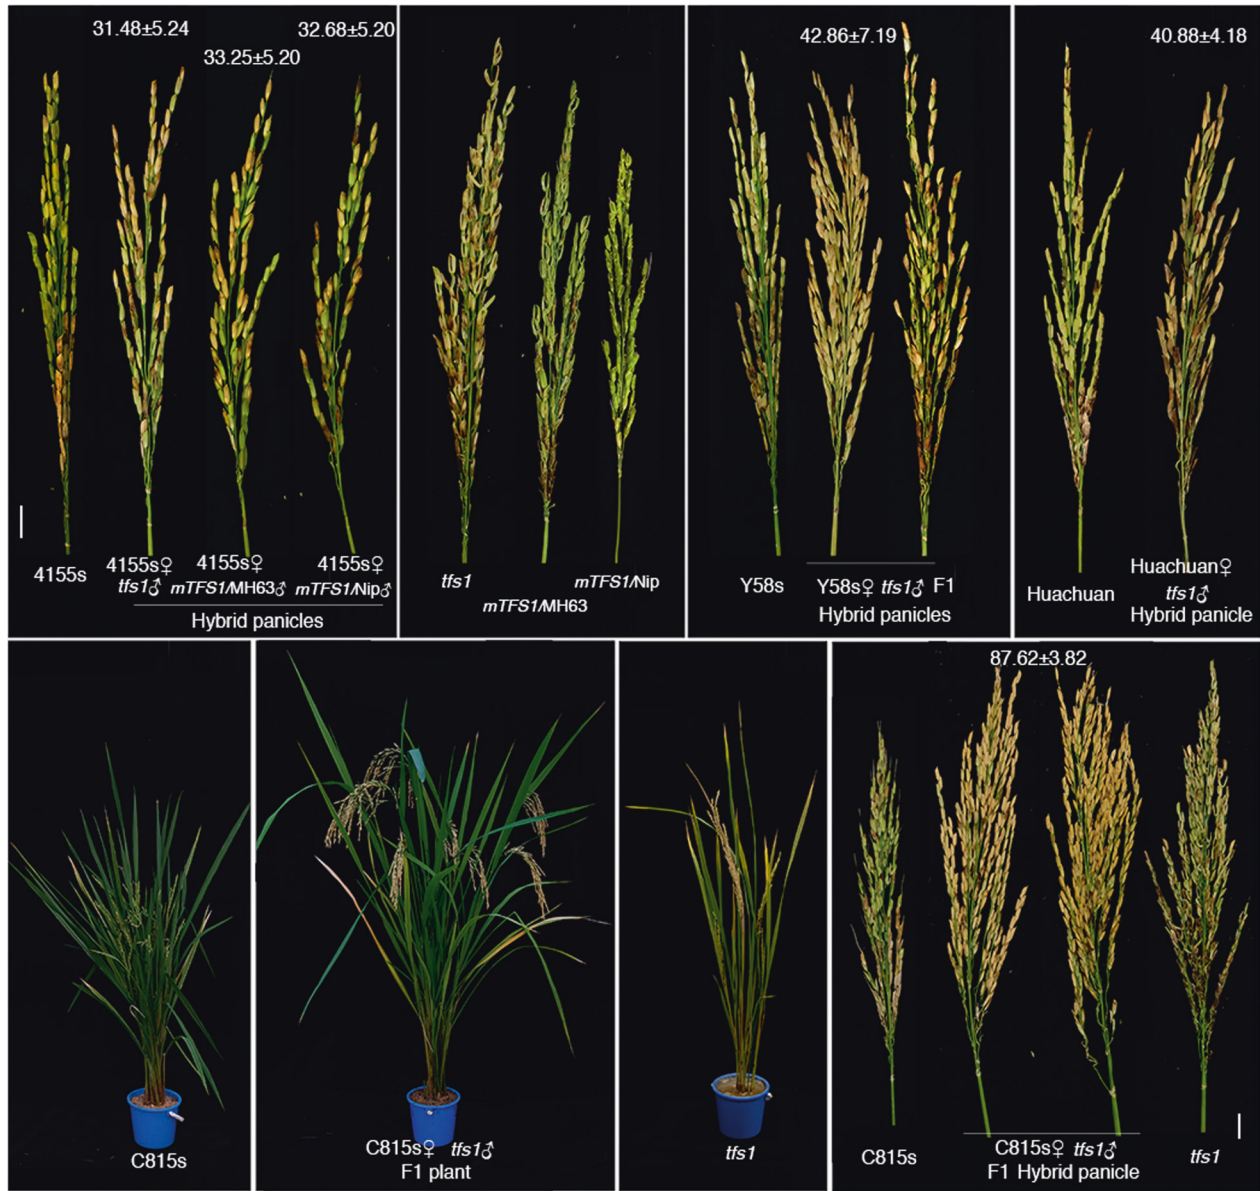 31.48±5.24
33.25±5.20
32.68±5.20
4155s
4155s♀
tfs1♂
4155s♀
mTFS1/MH63♂
4155s♀
mTFS1/Nip♂
Hybrid panicles
tfs1
mTFS1/MH63
mTFS1/Nip
42.86±7.19
Y58s
Y58s♀ tfs1♂ F1
Hybrid panicles
40.88±4.18
Huachuan
Huachuan♀
tfs1♂
Hybrid panicle
C815s
C815s♀ tfs1♂
F1 plant
tfs1
87.62±3.82
C815s
C815s♀ tfs1♂
F1 Hybrid panicle
tfs1